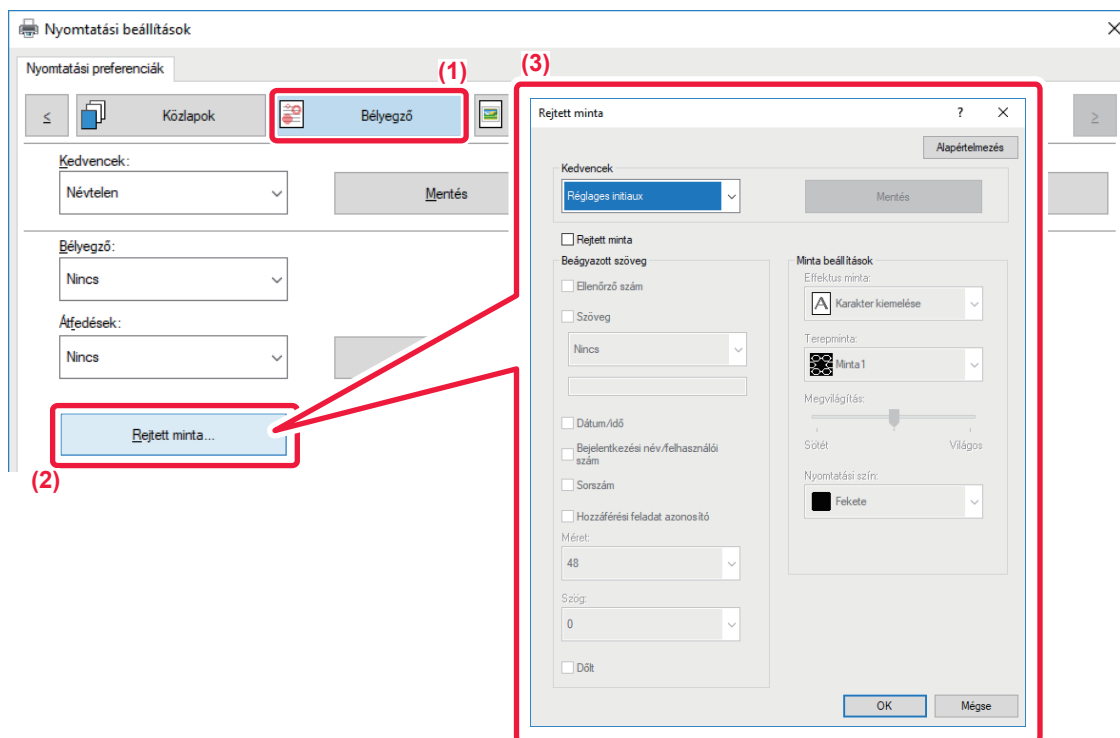 Nyomtatási beállítások
Nyomtatási preferenciák
(1)
(3)
<
Közlapok
Bélyegző
>
Kedvencek:
Névtelen
Mentés
Bélyegző:
Nincs
Átfedések:
Nincs
Rejtett minta...
(2)
Rejtett minta
?
Alapértelmezés
Kedvencek
Réglages initiaux
Mentés
Rejtett minta
Beágyazott szöveg
Ellenőrző szám
Szöveg
Nincs
Dátum/idő
Bejelentkezési név/felhasználói
szám
Sorszám
Hozzáférési feladat azonosító
Méret:
48
Szög:
0
Dőlt
Minta beállítások
Effektus minta:
A Karakter kiemelése
Terepminta:
Minta1
Megvilágítás:
Sötét Világos
Nyomtatási szín:
Fekete
OK
Mégse